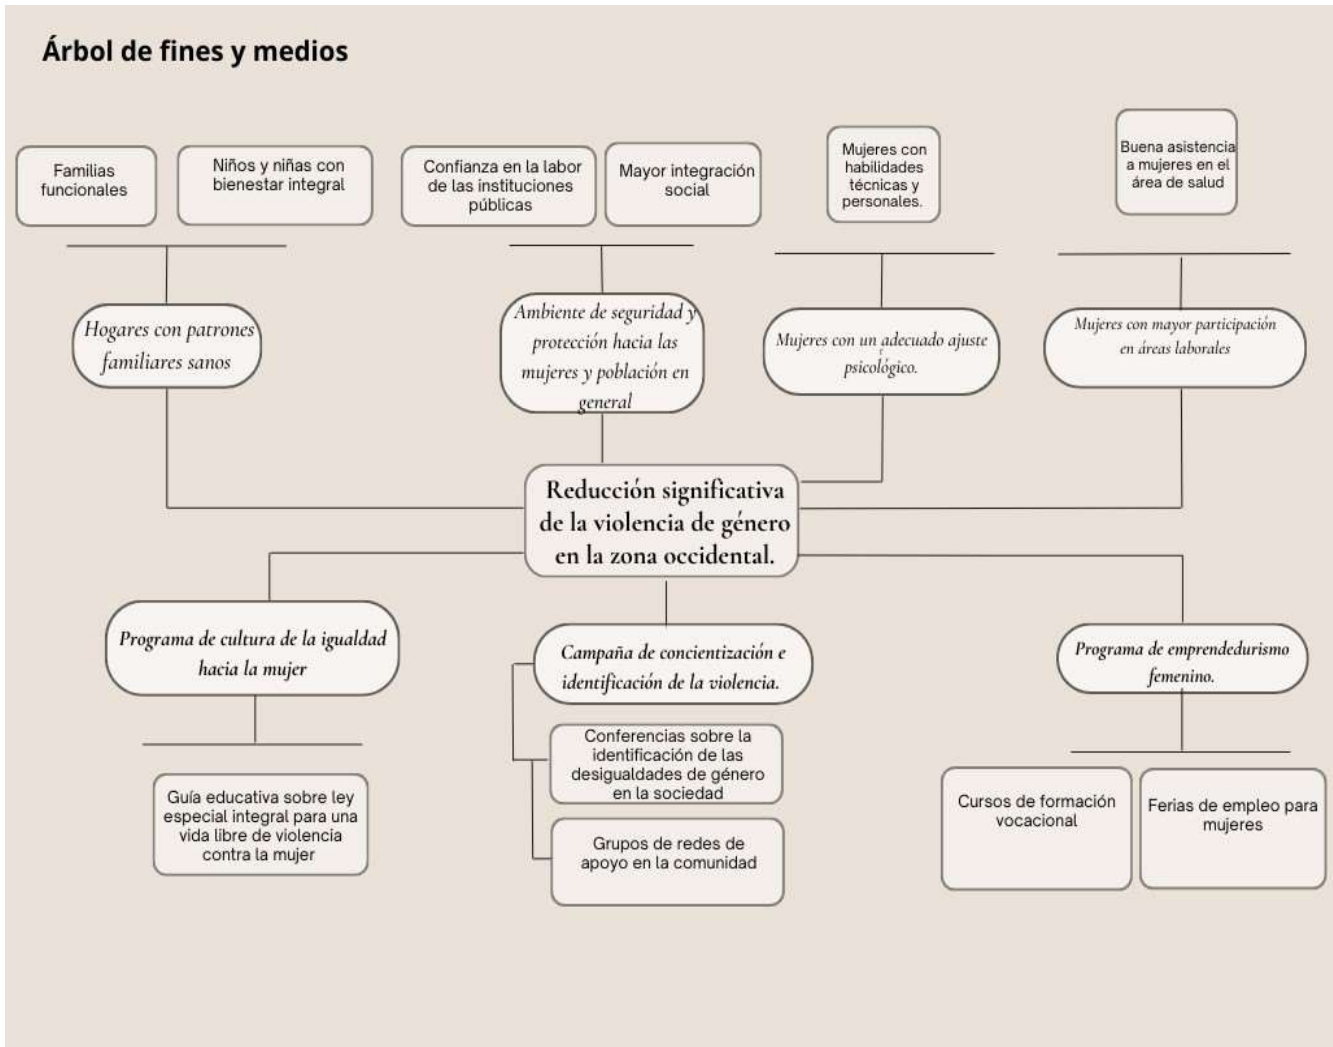 Árbol de fines y medios
Familias
funcionales
Niños y niñas con
bienestar integral
Confianza en la labor
de las instituciones
públicas
Mayor integración
social
Mujeres con
habilidades
técnicas y
personales.
Buena asistencia
a mujeres en el
área de salud
Hogares con patrones
familiares sanos
Ambiente de seguridad y
protección hacia las
mujeres y población en
general
Mujeres con un adecuado ajuste
psicológico.
Mujeres con mayor participación
en áreas laborales
Reducción significativa
de la violencia de género
en la zona occidental.
Programa de cultura de la igualdad
hacia la mujer
Campaña de concientización e
identificación de la violencia.
Programa de emprendedurismo
femenino.
Guía educativa sobre ley
especial integral para una
vida libre de violencia
contra la mujer
Conferencias sobre la
identificación de las
desigualdades de género
en la sociedad
Grupos de redes de
apoyo en la comunidad
Cursos de formación
vocacional
Ferias de empleo para
mujeres